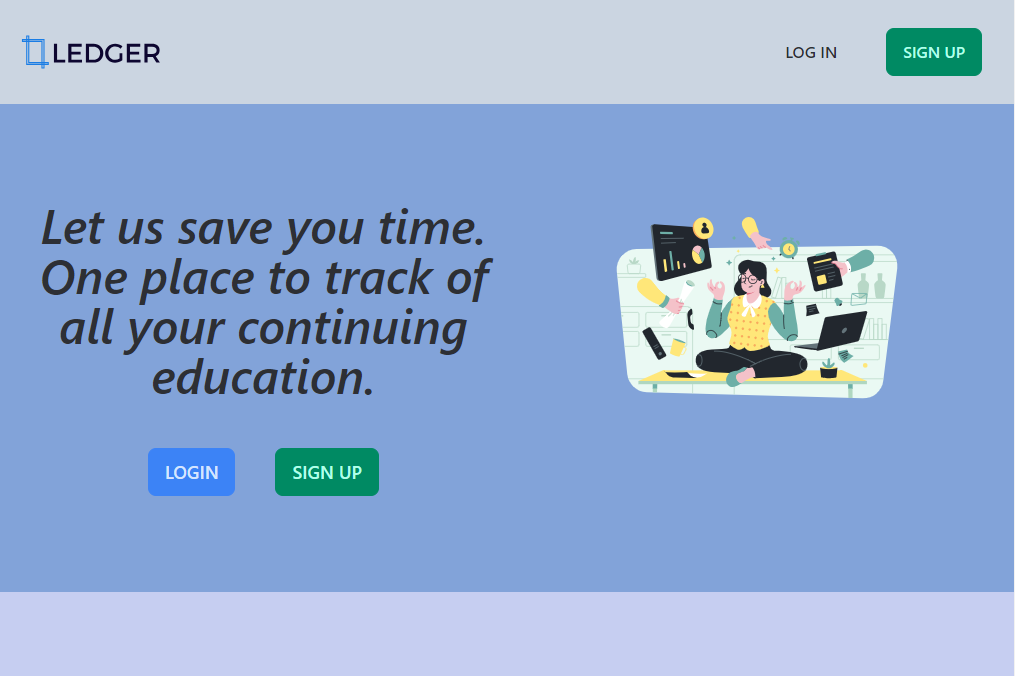 LEDGER
LOG IN
SIGN UP
Let us save you time.
One place to track of
all your continuing
education.
LOGIN
SIGN UP